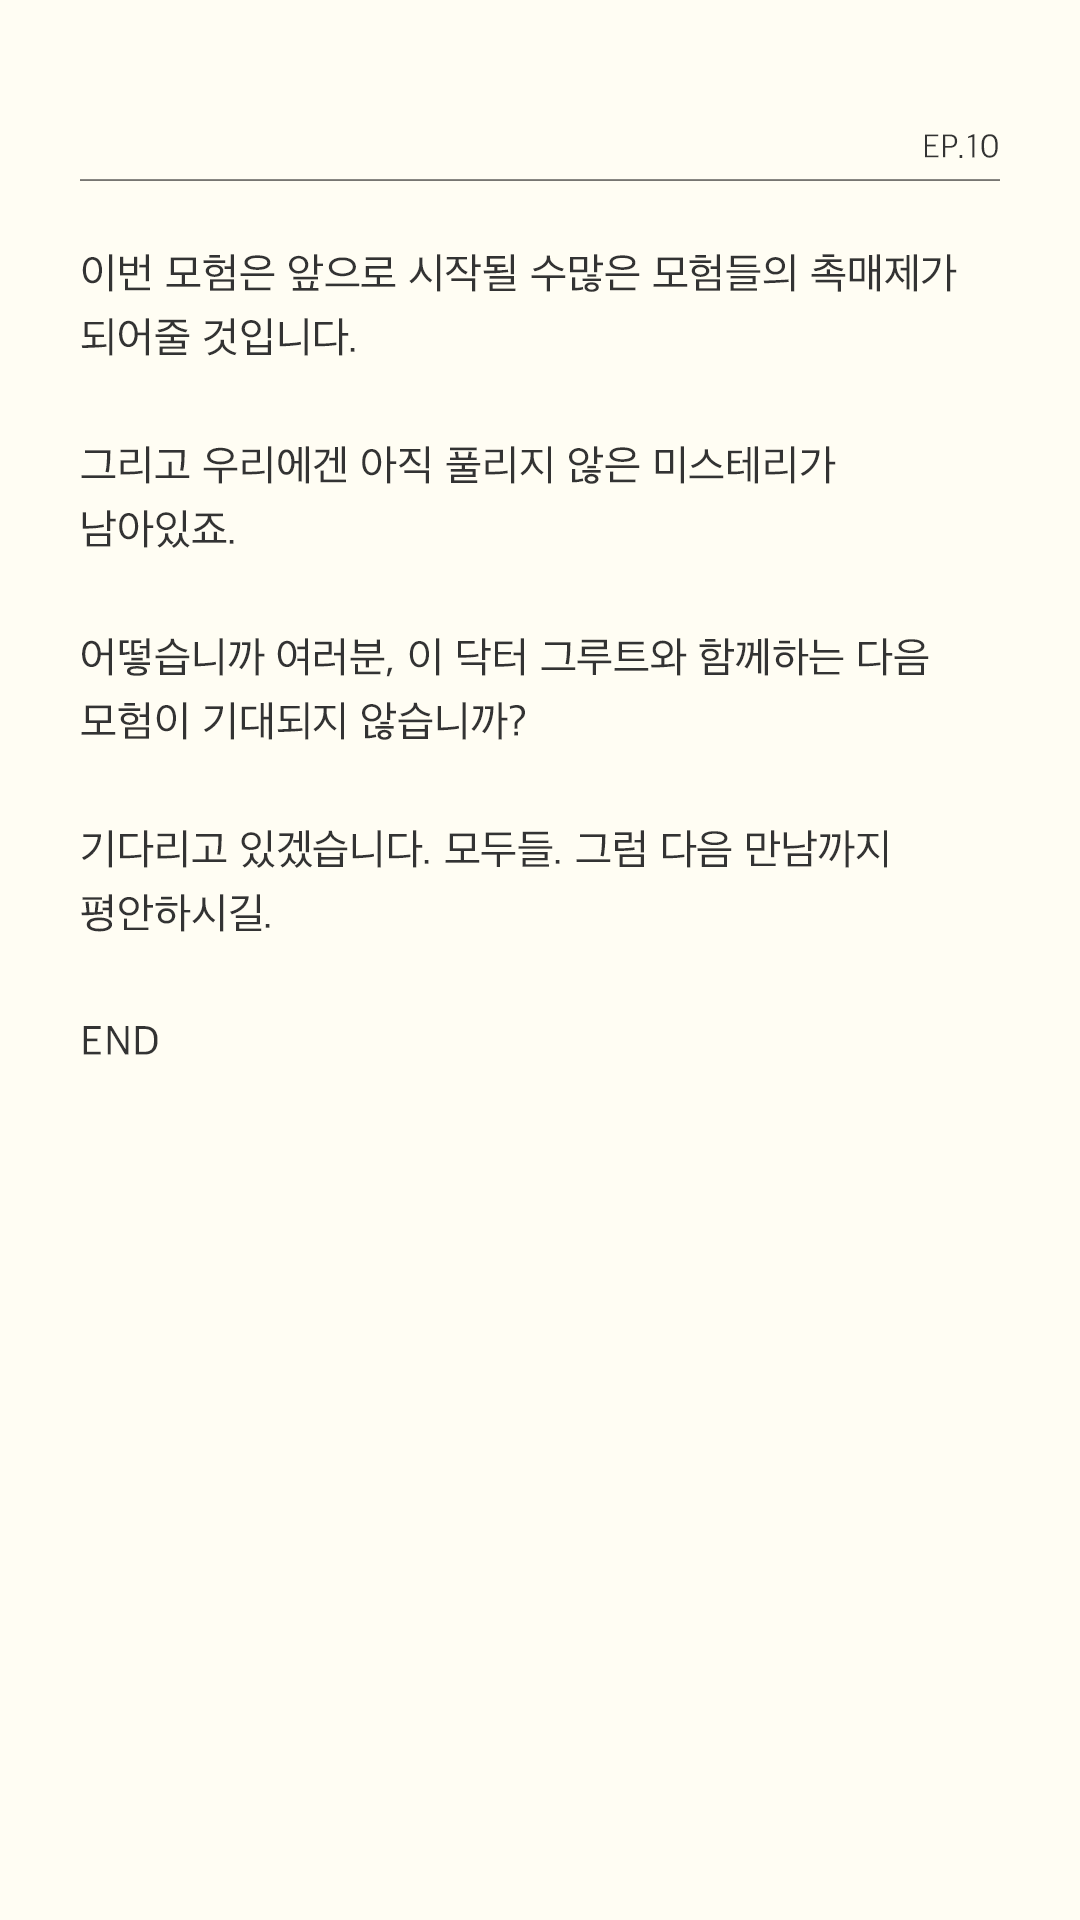 EP.10
이번 모험은 앞으로 시작될 수많은 모험들의 촉매제가
되어줄 것입니다.
그리고 우리에겐 아직 풀리지 않은 미스테리가
남아있죠.
어떻습니까 여러분, 이 닥터 그루트와 함께하는 다음
모험이 기대되지 않습니까?
기다리고 있겠습니다. 모두들. 그럼 다음 만남까지
평안하시길.
END